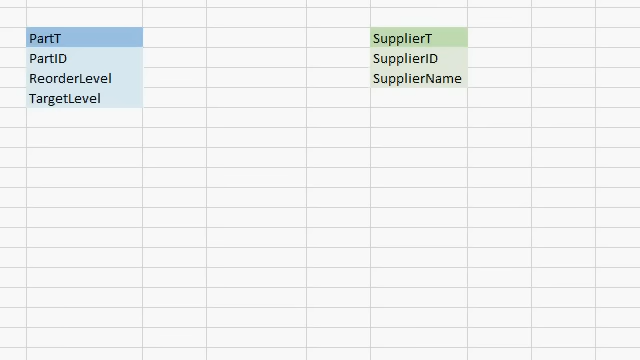 PartT
PartID
ReorderLevel
TargetLevel
SupplierT
SupplierID
SupplierName